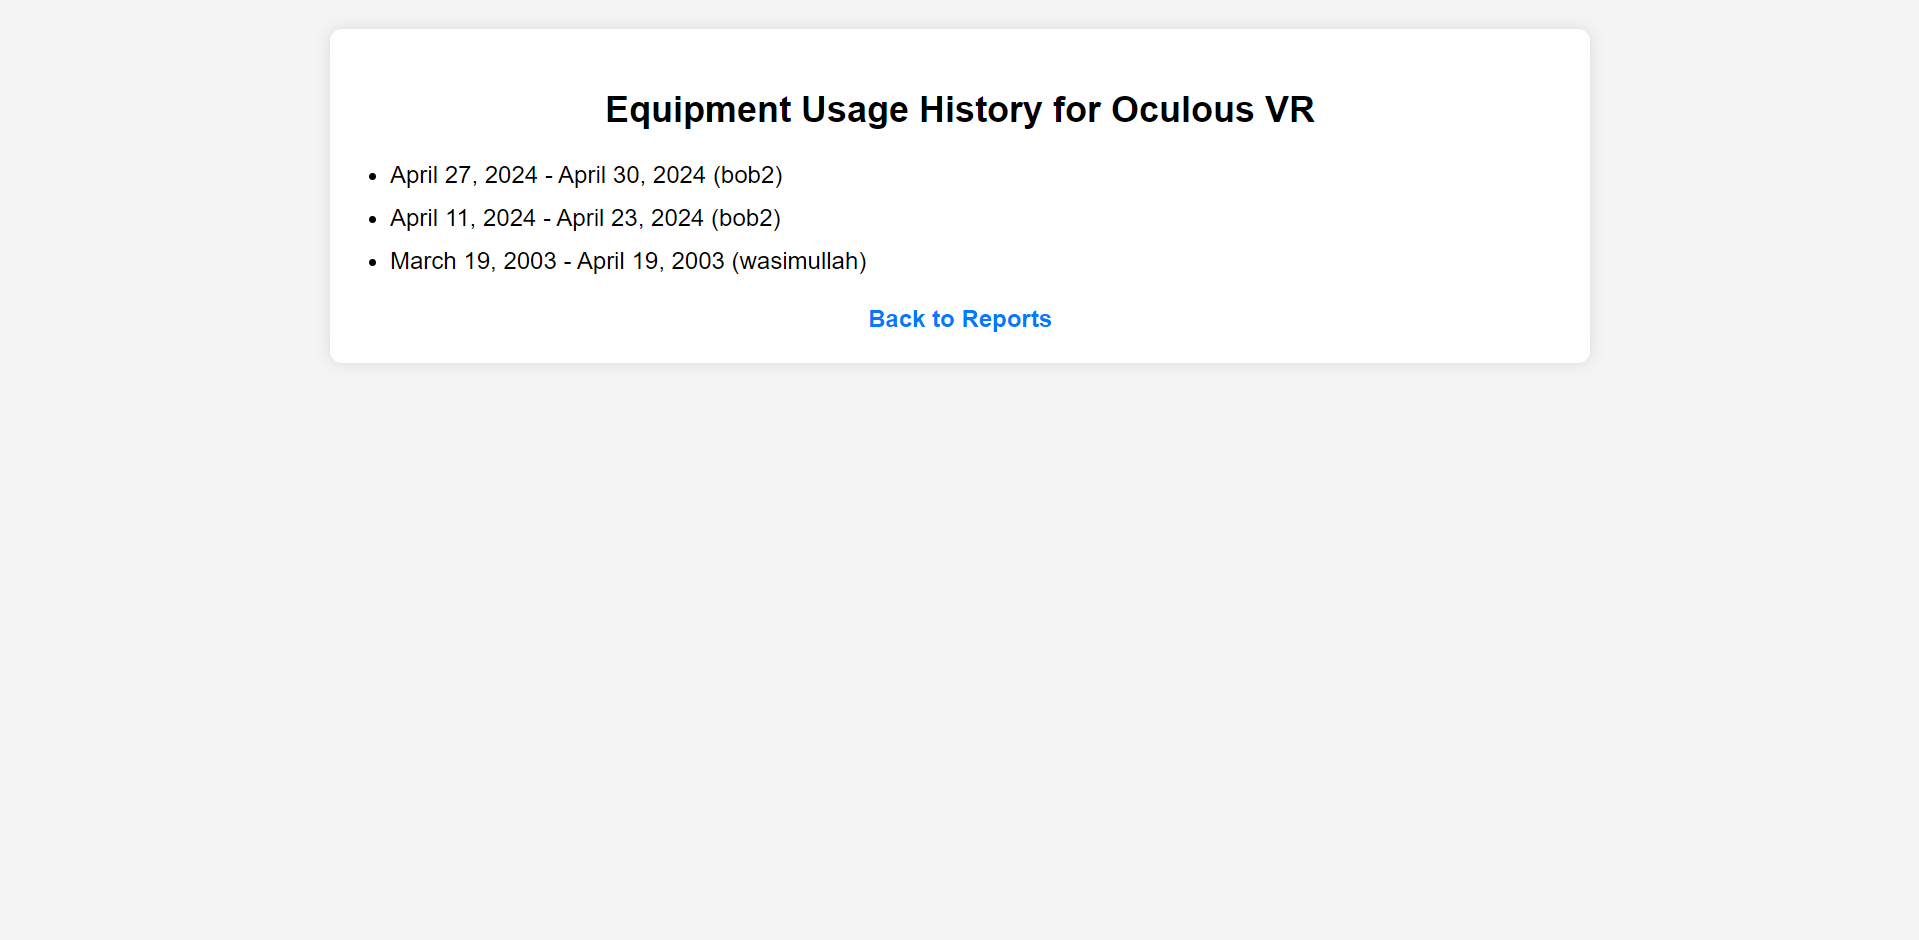 Equipment Usage History for Oculous VR
April 27, 2024 - April 30, 2024 (bob2)
April 11, 2024 - April 23, 2024 (bob2)
March 19, 2003 - April 19, 2003 (wasimullah)
Back to Reports